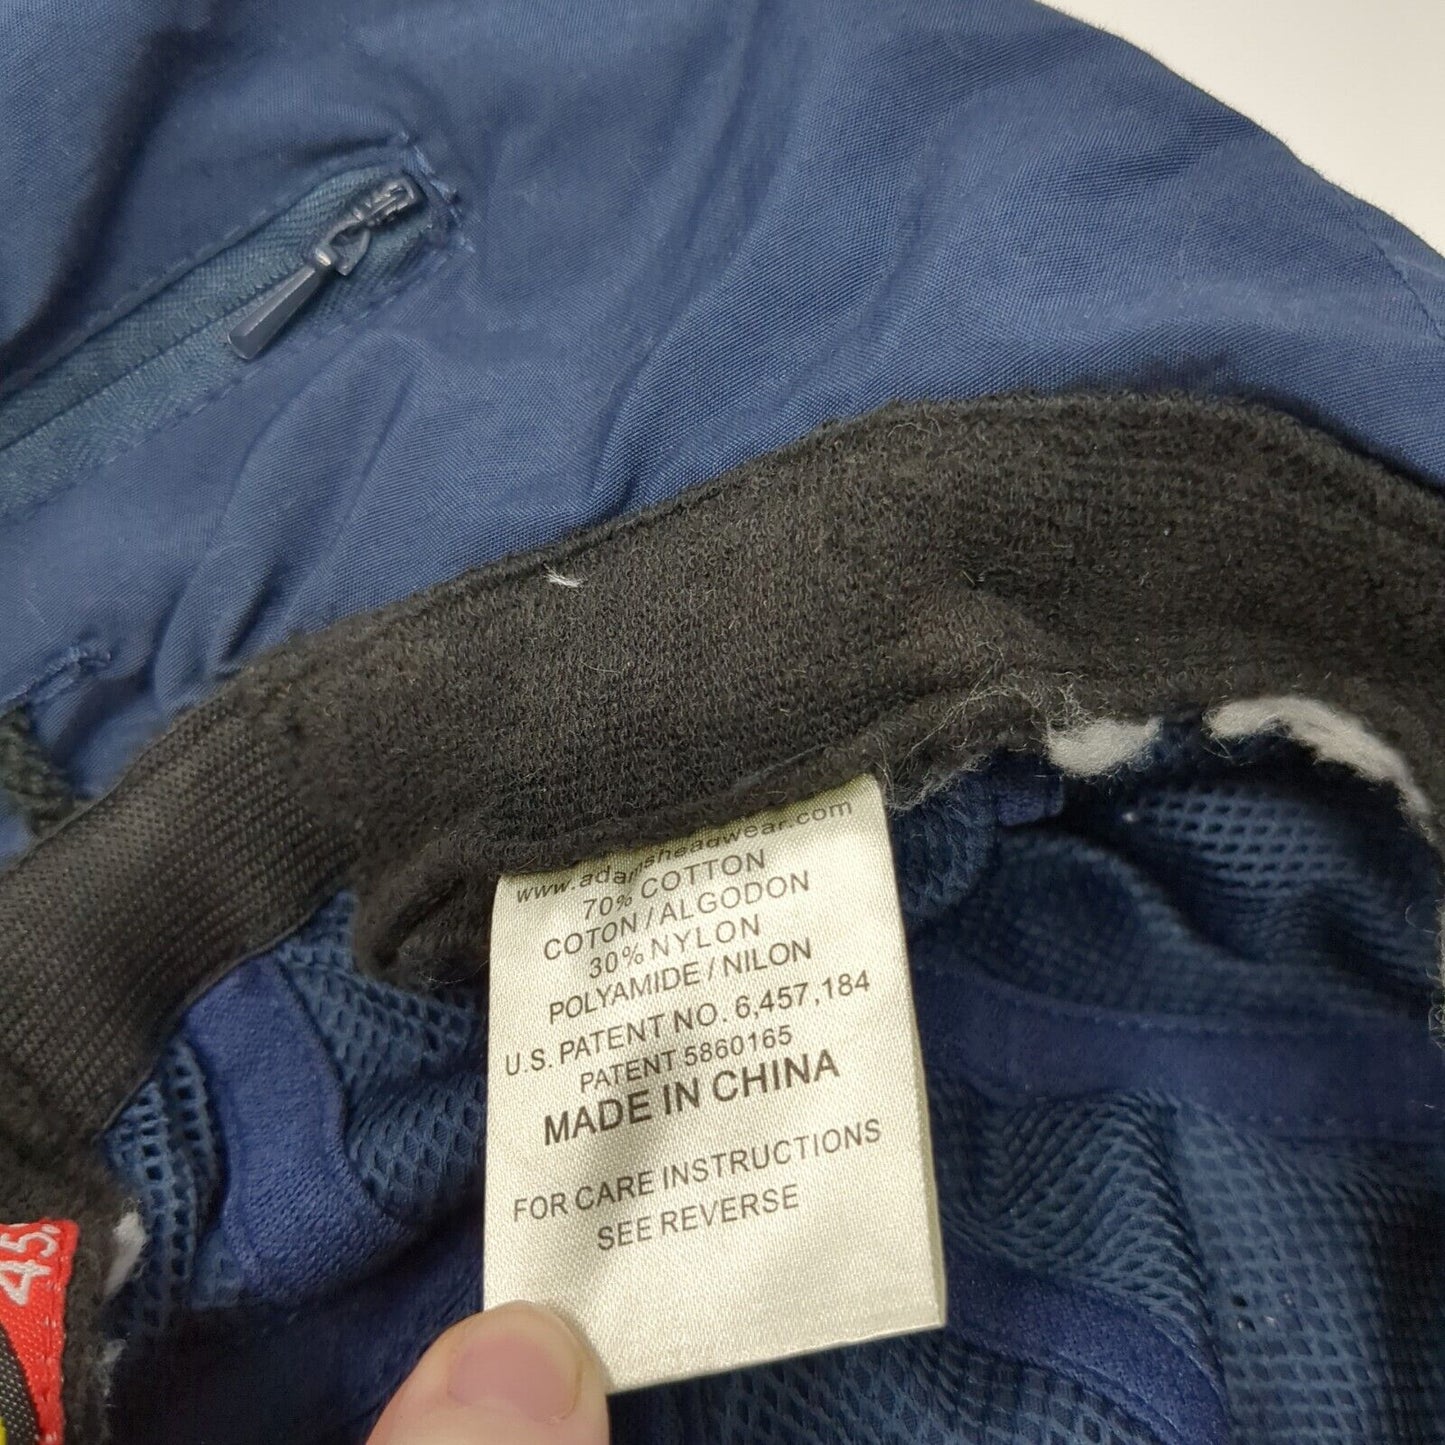 www.adamsheadwear.com
70% COTTON
COTON / ALGODON
30% NYLON
POLYAMIDE / NILON
U.S. PATENT NO. 6,457,184
PATENT 5860165
MADE IN CHINA
FOR CARE INSTRUCTIONS
SEE REVERSE
45